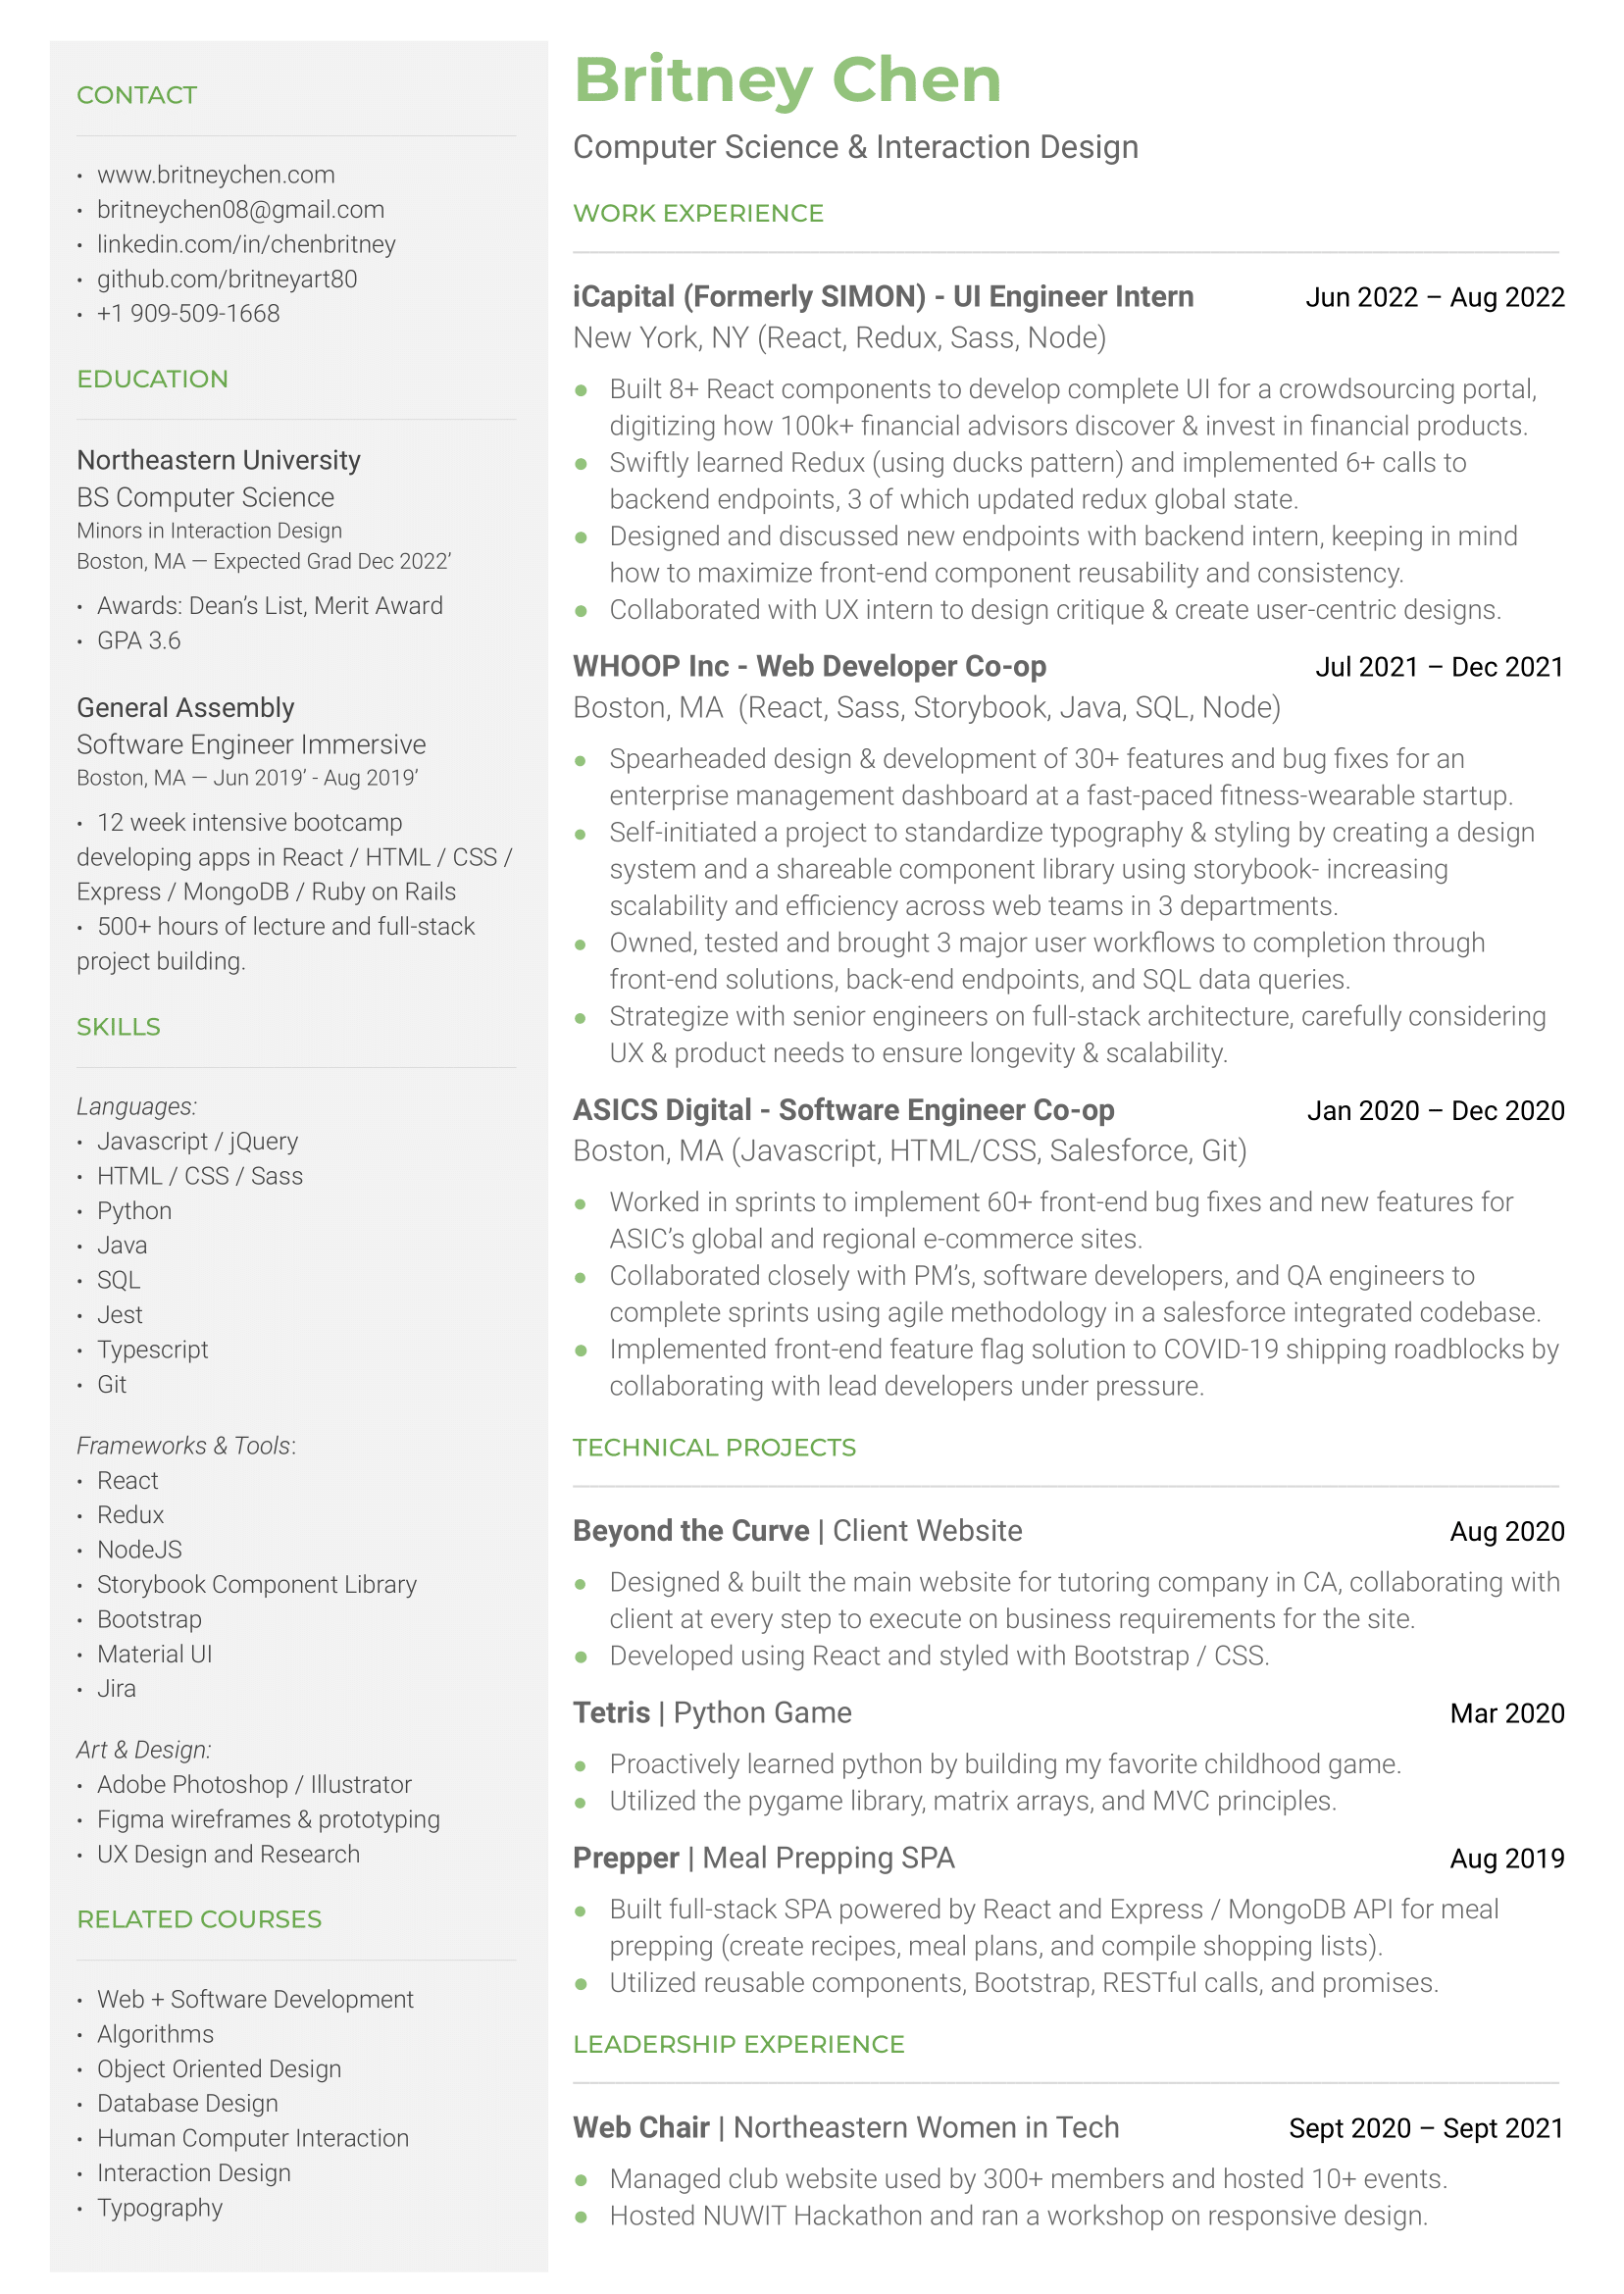 CONTACT
• www.britneychen.com
• britneychen08@gmail.com
• linkedin.com/in/chenbritney
• github.com/britneyart80
• +1 909-509-1668
EDUCATION
Northeastern University
BS Computer Science
Minors in Interaction Design
Boston, MA — Expected Grad Dec 2022’
• Awards: Dean’s List, Merit Award
• GPA 3.6
General Assembly
Software Engineer Immersive
Boston, MA — Jun 2019’ - Aug 2019’
• 12 week intensive bootcamp
developing apps in React / HTML / CSS /
Express / MongoDB / Ruby on Rails
• 500+ hours of lecture and full-stack
project building.
SKILLS
Languages:
• Javascript / jQuery
• HTML / CSS / Sass
• Python
• Java
• SQL
• Jest
• Typescript
• Git
Frameworks & Tools:
• React
• Redux
• NodeJS
• Storybook Component Library
• Bootstrap
• Material UI
• Jira
Art & Design:
• Adobe Photoshop / Illustrator
• Figma wireframes & prototyping
• UX Design and Research
RELATED COURSES
• Web + Software Development
• Algorithms
• Object Oriented Design
• Database Design
• Human Computer Interaction
• Interaction Design
• Typography
Britney Chen
Computer Science & Interaction Design
WORK EXPERIENCE
iCapital (Formerly SIMON) - UI Engineer Intern Jun 2022 – Aug 2022
New York, NY (React, Redux, Sass, Node)
● Built 8+ React components to develop complete UI for a crowdsourcing portal,
digitizing how 100k+ financial advisors discover & invest in financial products.
● Swiftly learned Redux (using ducks pattern) and implemented 6+ calls to
backend endpoints, 3 of which updated redux global state.
● Designed and discussed new endpoints with backend intern, keeping in mind
how to maximize front-end component reusability and consistency.
● Collaborated with UX intern to design critique & create user-centric designs.
WHOOP Inc - Web Developer Co-op Jul 2021 – Dec 2021
Boston, MA (React, Sass, Storybook, Java, SQL, Node)
● Spearheaded design & development of 30+ features and bug fixes for an
enterprise management dashboard at a fast-paced fitness-wearable startup.
● Self-initiated a project to standardize typography & styling by creating a design
system and a shareable component library using storybook- increasing
scalability and efficiency across web teams in 3 departments.
● Owned, tested and brought 3 major user workflows to completion through
front-end solutions, back-end endpoints, and SQL data queries.
● Strategize with senior engineers on full-stack architecture, carefully considering
UX & product needs to ensure longevity & scalability.
ASICS Digital - Software Engineer Co-op Jan 2020 – Dec 2020
Boston, MA (Javascript, HTML/CSS, Salesforce, Git)
● Worked in sprints to implement 60+ front-end bug fixes and new features for
ASIC’s global and regional e-commerce sites.
● Collaborated closely with PM’s, software developers, and QA engineers to
complete sprints using agile methodology in a salesforce integrated codebase.
● Implemented front-end feature flag solution to COVID-19 shipping roadblocks by
collaborating with lead developers under pressure.
TECHNICAL PROJECTS
Beyond the Curve | Client Website Aug 2020
● Designed & built the main website for tutoring company in CA, collaborating with
client at every step to execute on business requirements for the site.
● Developed using React and styled with Bootstrap / CSS.
Tetris | Python Game Mar 2020
● Proactively learned python by building my favorite childhood game.
● Utilized the pygame library, matrix arrays, and MVC principles.
Prepper | Meal Prepping SPA Aug 2019
● Built full-stack SPA powered by React and Express / MongoDB API for meal
prepping (create recipes, meal plans, and compile shopping lists).
● Utilized reusable components, Bootstrap, RESTful calls, and promises.
LEADERSHIP EXPERIENCE
Web Chair | Northeastern Women in Tech Sept 2020 – Sept 2021
● Managed club website used by 300+ members and hosted 10+ events.
● Hosted NUWIT Hackathon and ran a workshop on responsive design.